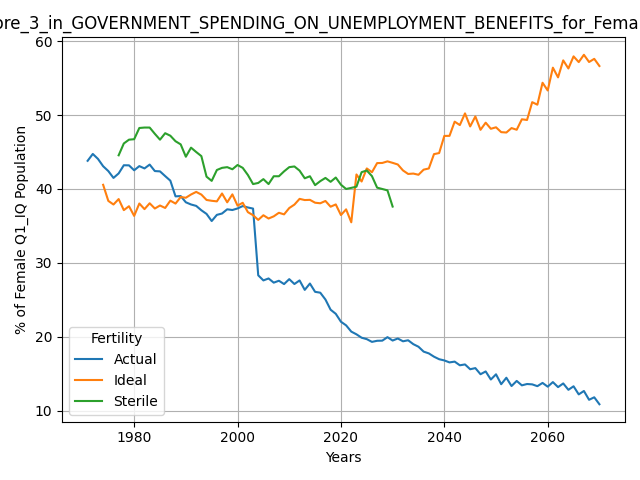 ore_3_in_GOVERNMENT_SPENDING_ON_UNEMPLOYMENT_BENEFITS_for_Fema
60
50
40
30
20
10
% of Female Q1_IQ Population
Fertility
Actual
Ideal
Sterile
1980 2000 2020 2040 2060
Years